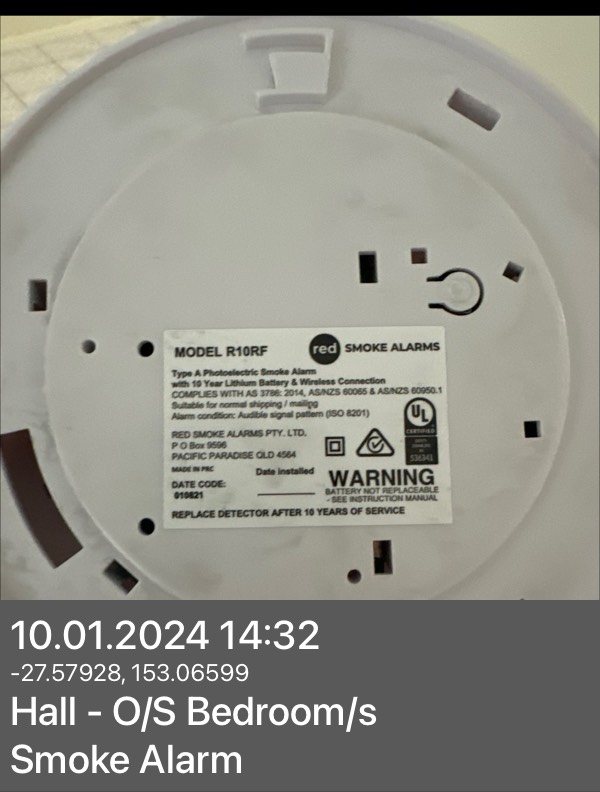 MODEL R10RF
red SMOKE ALARMS
Type A Photoelectric Smoke Alarm
with 10 Year Lithium Battery & Wireless Connection
COMPLIES WITH AS 3786: 2014, AS/NZS 60065 & AS/NZS 60950.1
Suitable for normal shipping / mailing
Alarm condition: Audible signal pattern (ISO 8201)
RED SMOKE ALARMS PTY. LTD.
P O Box 9596
PACIFIC PARADISE QLD 4564
MADE IN PRC
Date Installed
DATE CODE:
010621
UL
CERTIFIED
S36341
WARNING
BATTERY NOT REPLACEABLE
- SEE INSTRUCTION MANUAL
REPLACE DETECTOR AFTER 10 YEARS OF SERVICE
10.01.2024 14:32
-27.57928, 153.06599
Hall - O/S Bedroom/s
Smoke Alarm